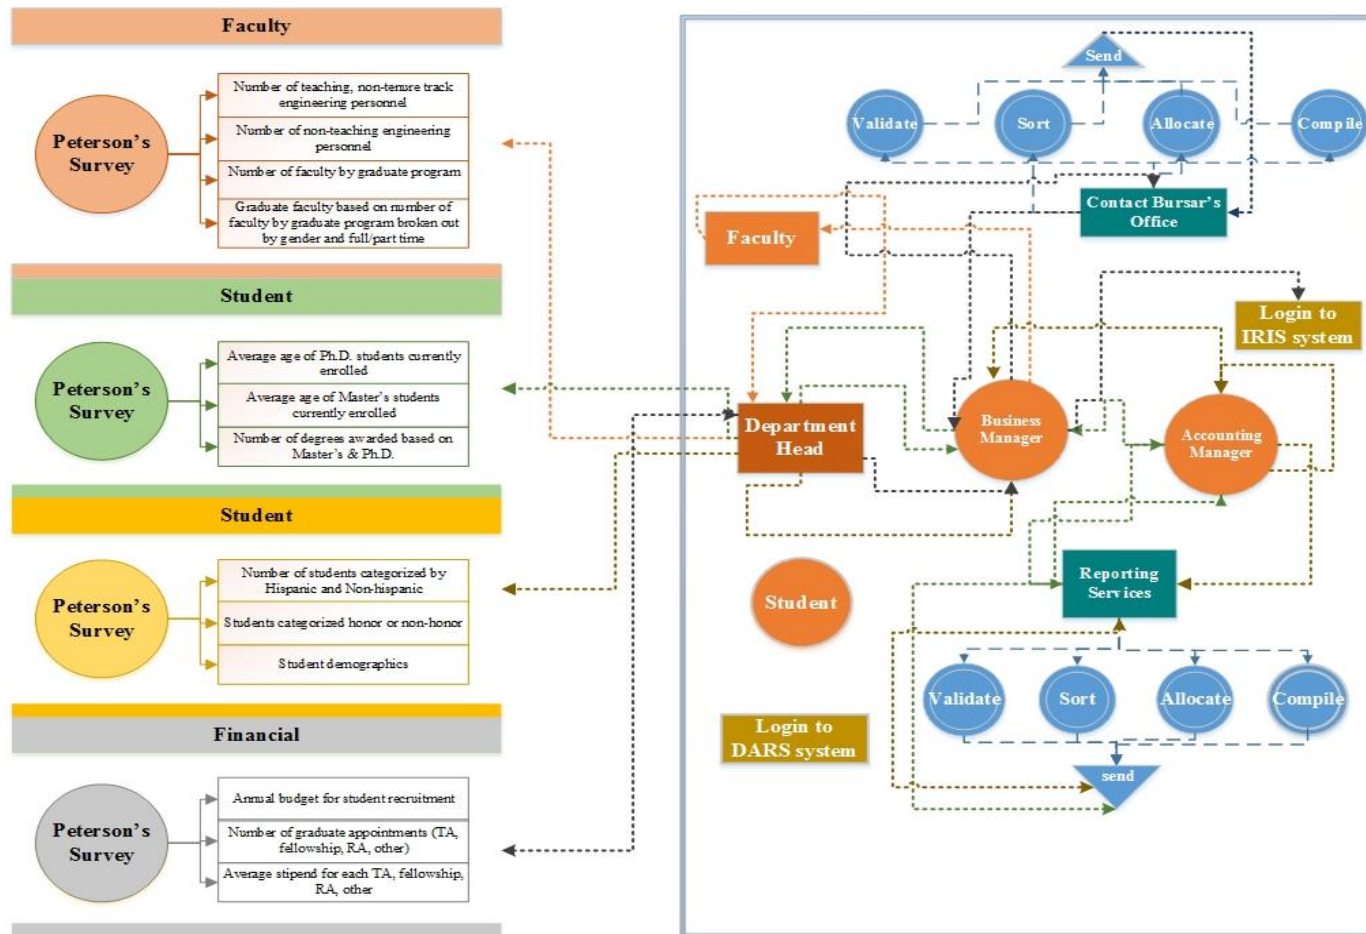 Faculty
Peterson's
Survey
Number of teaching, non-tenure track
engineering personnel
Number of non-teaching engineering
personnel
Number of faculty by graduate program
Graduate faculty based on number of
faculty by graduate program broken out
by gender and full/part time
Student
Peterson's
Survey
Average age of Ph.D. students currently
enrolled
Average age of Master's students
currently enrolled
Number of degrees awarded based on
Master's & Ph.D.
Student
Peterson's
Survey
Number of students categorized by
Hispanic and Non-hispanic
Students categorized honor or non-honor
Student demographics
Financial
Peterson's
Survey
Annual budget for student recruitment
Number of graduate appointments (TA,
fellowship, RA, other)
Average stipend for each TA, fellowship,
RA, other
Send
Validate
Sort
Allocate
Compile
Contact Bursar's
Office
Faculty
Login to
IRIS system
Department
Head
Business
Manager
Accounting
Manager
Reporting
Services
Student
Validate
Sort
Allocate
Compile
Login to
DARS system
send